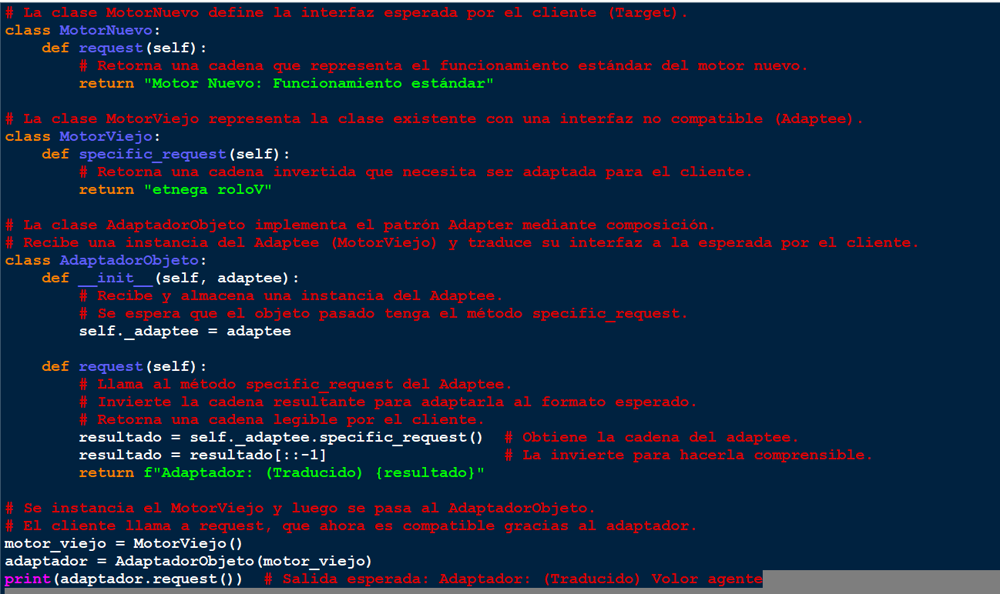 # La clase MotorNuevo define la interfaz esperada por el cliente (Target).
class MotorNuevo:
    def request(self):
        # Retorna una cadena que representa el funcionamiento estándar del motor nuevo.
        return "Motor Nuevo: Funcionamiento estándar"

# La clase MotorViejo representa la clase existente con una interfaz no compatible (Adaptee).
class MotorViejo:
    def specific_request(self):
        # Retorna una cadena invertida que necesita ser adaptada para el cliente.
        return "etnega roloV"

# La clase AdaptadorObjeto implementa el patrón Adapter mediante composición.
# Recibe una instancia del Adaptee (MotorViejo) y traduce su interfaz a la esperada por el cliente.
class AdaptadorObjeto:
    def __init__(self, adaptee):
        # Recibe y almacena una instancia del Adaptee.
        # Se espera que el objeto pasado tenga el método specific_request.
        self._adaptee = adaptee

    def request(self):
        # Llama al método specific_request del Adaptee.
        # Invierte la cadena resultante para adaptarla al formato esperado.
        # Retorna una cadena legible por el cliente.
        resultado = self._adaptee.specific_request()  # Obtiene la cadena del adaptee.
        resultado = resultado[::-1]                   # La invierte para hacerla comprensible.
        return f"Adaptador: (Traducido) {resultado}"

# Se instancia el MotorViejo y luego se pasa al AdaptadorObjeto.
# El cliente llama a request, que ahora es compatible gracias al adaptador.
motor_viejo = MotorViejo()
adaptador = AdaptadorObjeto(motor_viejo)
print(adaptador.request())  # Salida esperada: Adaptador: (Traducido) Volor agente